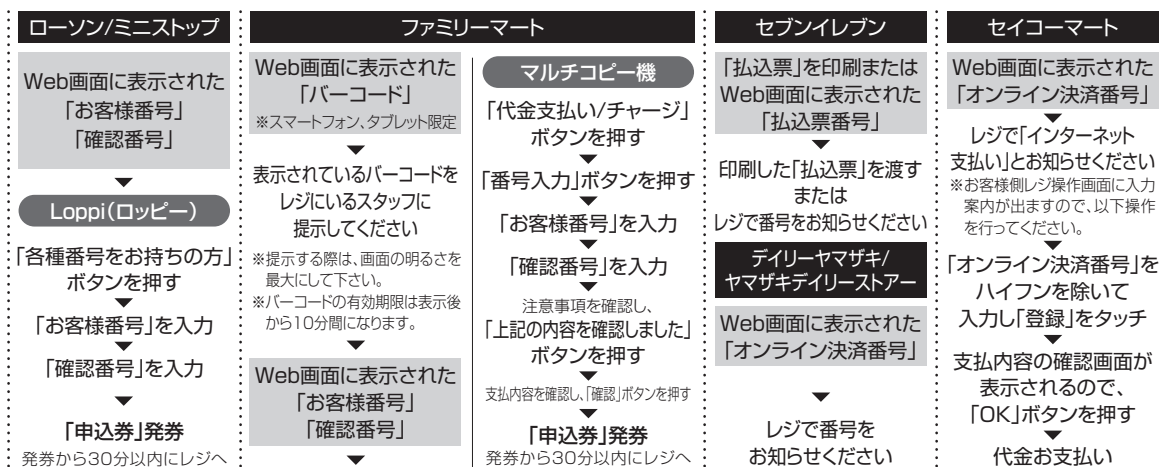 ローソン/ミニストップ
Web画面に表示された
「お客様番号」
「確認番号」
Loppi(ロッピー)
「各種番号をお持ちの方」
ボタンを押す
「お客様番号」を入力
「確認番号」を入力
「申込券」発券
発券から30分以内にレジへ
ファミリーマート
Web画面に表示された
「バーコード」
※スマートフォン、タブレット限定
表示されているバーコードを
レジにいるスタッフに
提示してください
※提示する際は、画面の明るさを
最大にして下さい。
※バーコードの有効期限は表示後
から10分間になります。
Web画面に表示された
「お客様番号」
「確認番号」
マルチコピー機
「代金支払い/チャージ」
ボタンを押す
「番号入力」ボタンを押す
「お客様番号」を入力
「確認番号」を入力
注意事項を確認し、
「上記の内容を確認しました」
ボタンを押す
支払内容を確認し、「確認」ボタンを押す
「申込券」発券
発券から30分以内にレジへ
セブンイレブン
「払込票」を印刷または
Web画面に表示された
「払込票番号」
印刷した「払込票」を渡す
または
レジで番号をお知らせください
デイリーヤマザキ/
ヤマザキデイリーストアー
Web画面に表示された
「オンライン決済番号」
レジで番号を
お知らせください
セイコーマート
Web画面に表示された
「オンライン決済番号」
レジで「インターネット
支払い」とお知らせください
※お客様側レジ操作画面に入力
案内が出ますので、以下操作
を行ってください。
「オンライン決済番号」を
ハイフンを除いて
入力し「登録」をタッチ
支払内容の確認画面が
表示されるので、
「OK」ボタンを押す
代金お支払い